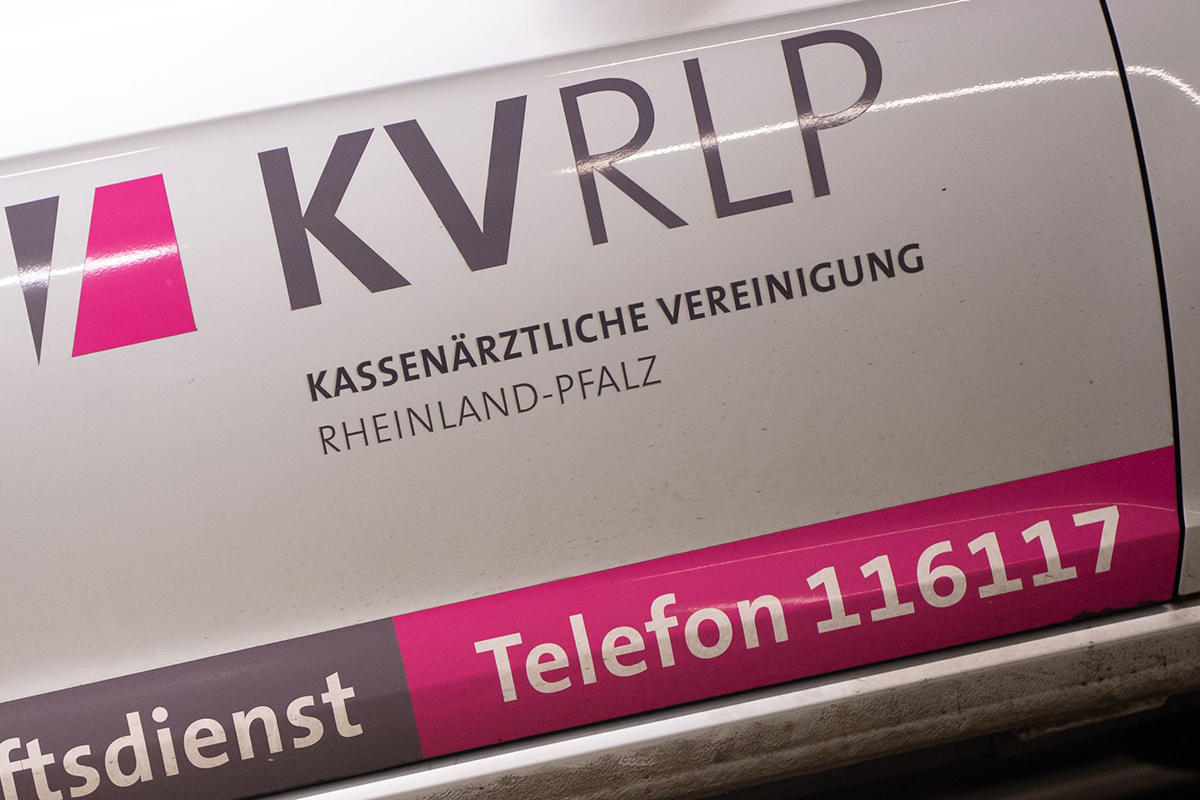 KVRLP
KASSENÄRZTLICHE VEREINIGUNG
RHEINLAND-PFALZ
ftsdienst Telefon 116117